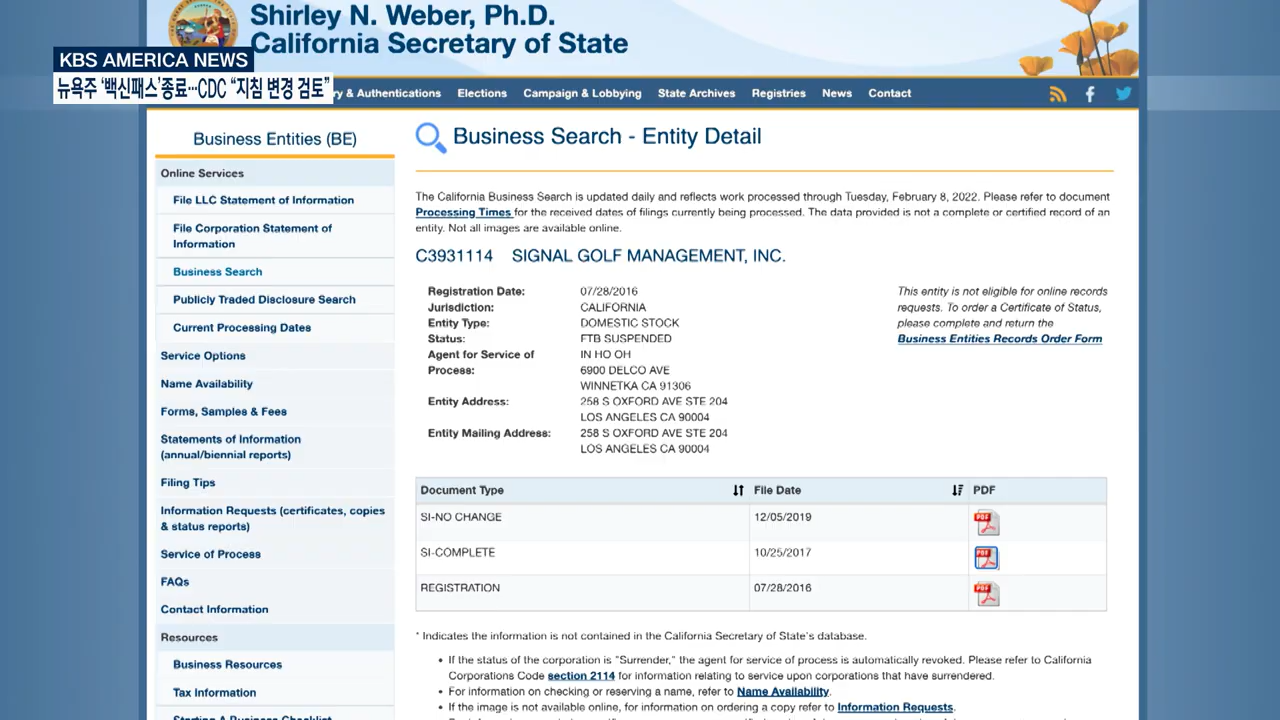 Shirley N. Weber, Ph.D.
California Secretary of State
KBS AMERICA NEWS
뉴욕주 ‘백신패스’종료…CDC “지침 변경 검토”
ry & Authentications Elections Campaign & Lobbying State Archives Registries News Contact
Business Entities (BE)
Online Services
File LLC Statement of Information
File Corporation Statement of
Information
Business Search
Publicly Traded Disclosure Search
Current Processing Dates
Service Options
Name Availability
Forms, Samples & Fees
Statements of Information
(annual/biennial reports)
Filing Tips
Information Requests (certificates, copies
& status reports)
Service of Process
FAQs
Contact Information
Resources
Business Resources
Tax Information
Starting A Business Checklist
Business Search - Entity Detail
The California Business Search is updated daily and reflects work processed through Tuesday, February 8, 2022. Please refer to document
Processing Times for the received dates of filings currently being processed. The data provided is not a complete or certified record of an
entity. Not all images are available online.
C3931114 SIGNAL GOLF MANAGEMENT, INC.
Registration Date: 07/28/2016
Jurisdiction: CALIFORNIA
Entity Type: DOMESTIC STOCK
Status: FTB SUSPENDED
Agent for Service of IN HO OH
Process: 6900 DELCO AVE
WINNETKA CA 91306
Entity Address: 258 S OXFORD AVE STE 204
LOS ANGELES CA 90004
Entity Mailing Address: 258 S OXFORD AVE STE 204
LOS ANGELES CA 90004
This entity is not eligible for online records
requests. To order a Certificate of Status,
please complete and return the
Business Entities Records Order Form
Document Type File Date PDF
SI-NO CHANGE 12/05/2019 PDF
SI-COMPLETE 10/25/2017 PDF
REGISTRATION 07/28/2016 PDF
* Indicates the information is not contained in the California Secretary of State's database.
• If the status of the corporation is "Surrender," the agent for service of process is automatically revoked. Please refer to California
Corporations Code section 2114 for information relating to service upon corporations that have surrendered.
• For information on checking or reserving a name, refer to Name Availability.
• If the image is not available online, for information on ordering a copy refer to Information Requests.